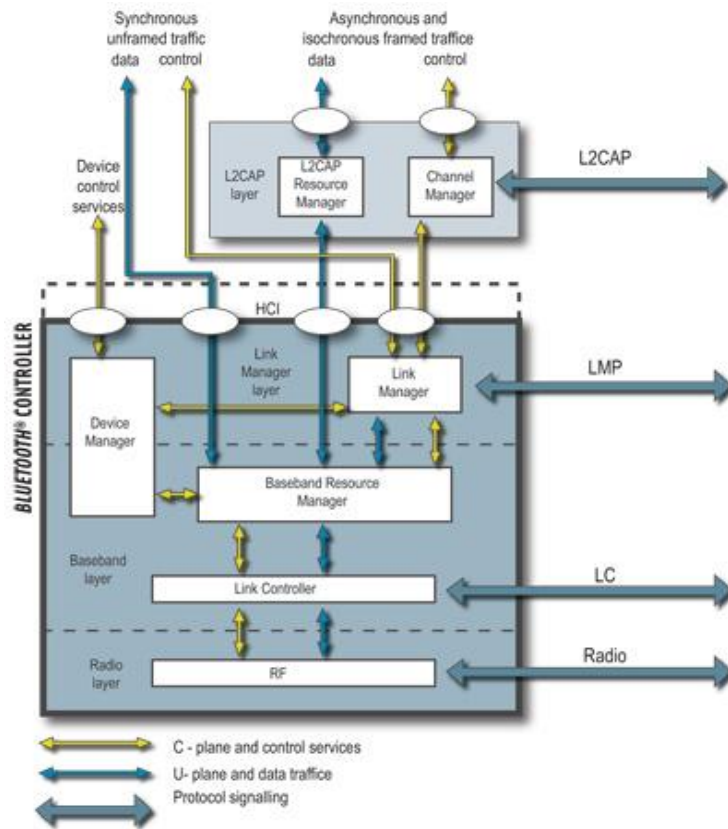 Synchronous
unframed traffic
data control
Asynchronous and
isochronous framed traffice
data control
Device
control
services
L2CAP
layer
L2CAP
Resource
Manager
Channel
Manager
L2CAP
HCI
BLUETOOTH® CONTROLLER
Link
Manager
layer
Link
Manager
LMP
Device
Manager
Baseband Resource
Manager
Baseband
layer
Link Controller
LC
Radio
layer
RF
Radio
C - plane and control services
U- plane and data traffice
Protocol signalling